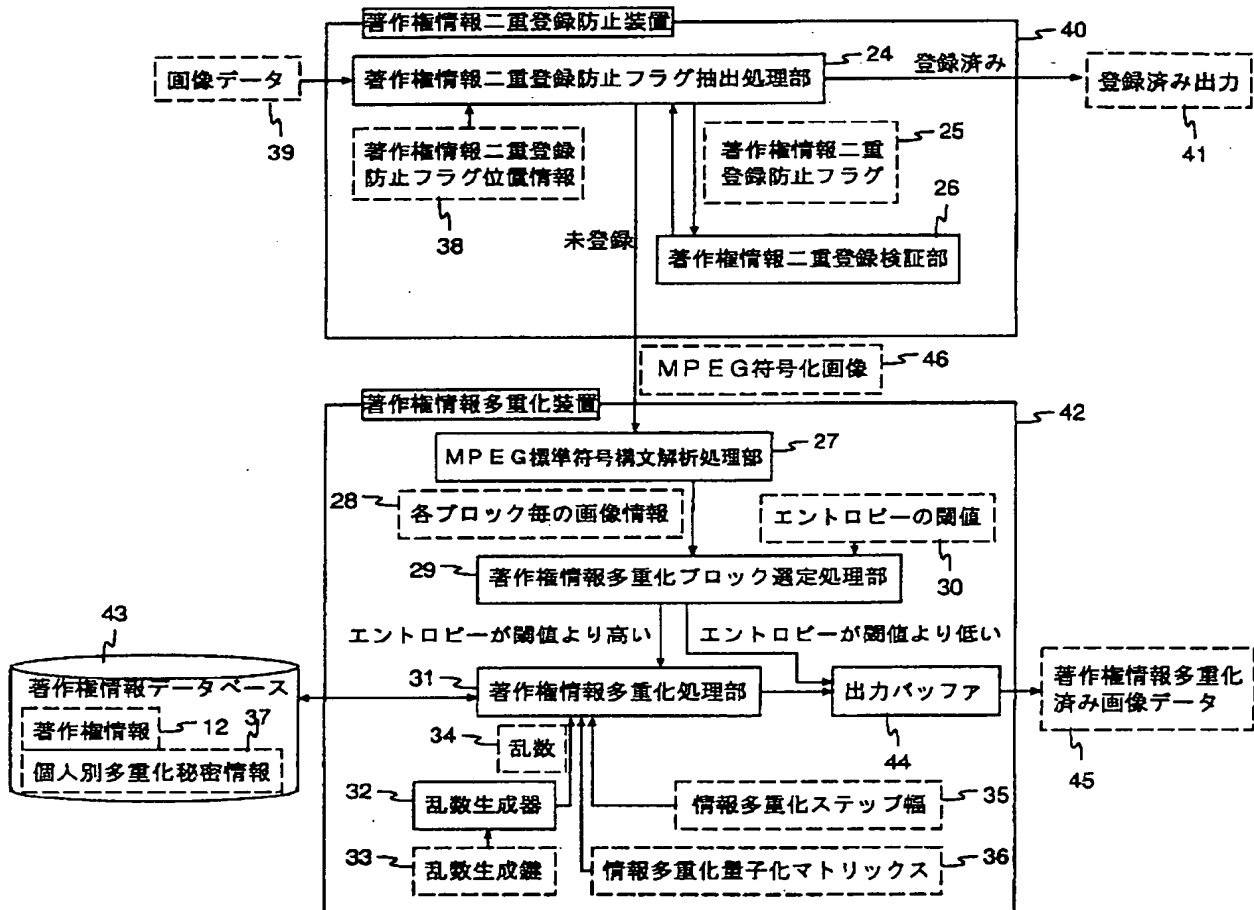 著作権情報二重登録防止装置
40
画像データ
39
著作権情報二重登録防止フラグ抽出処理部
24
登録済み
登録済み出力
41
著作権情報二重登録
防止フラグ位置情報
38
著作権情報二重
登録防止フラグ
25
26
未登録
著作権情報二重登録検証部
MPEG符号化画像
46
著作権情報多重化装置
42
MPEG標準符号構文解析処理部
27
28
各ブロック毎の画像情報
エントロピーの閾値
30
29
著作権情報多重化ブロック選定処理部
エントロピーが閾値より高い
エントロピーが閾値より低い
43
著作権情報データベース
著作権情報
12
37
個人別多重化秘密情報
31
著作権情報多重化処理部
出力バッファ
44
著作権情報多重化
済み画像データ
45
34
乱数
32
乱数生成器
33
乱数生成鍵
情報多重化ステップ幅
35
情報多重化量子化マトリックス
36